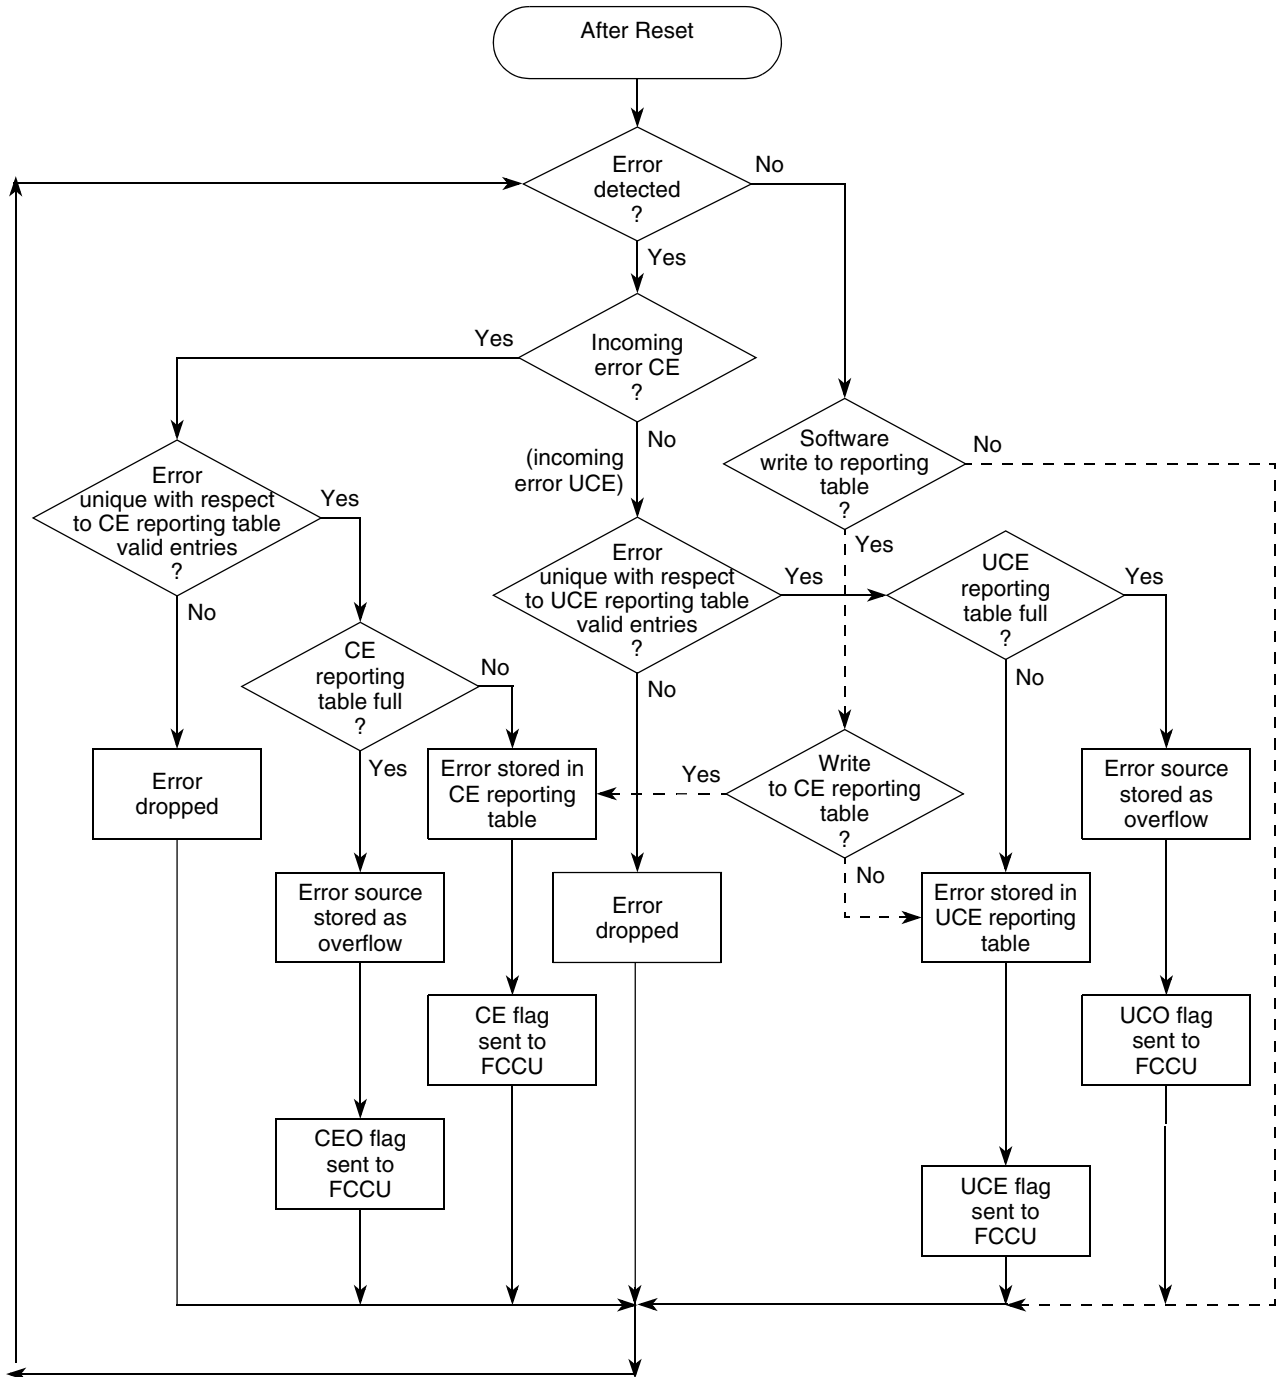 After Reset
Error
detected
?
No
Yes
Incoming
error CE
?
Yes
No
(incoming
error UCE)
Software
write to reporting
table
?
No
Yes
Error
unique with respect
to CE reporting table
valid entries
?
Yes
No
Error
unique with respect
to UCE reporting table
valid entries
?
Yes
No
UCE
reporting
table full
?
Yes
No
CE
reporting
table full
?
No
Yes
Error
dropped
Error stored in
CE reporting
table
Yes
Write
to CE reporting
table
?
No
Error source
stored as
overflow
Error source
stored as
overflow
Error
dropped
Error stored in
UCE reporting
table
CE flag
sent to
FCCU
UCO flag
sent to
FCCU
CEO flag
sent to
FCCU
UCE flag
sent to
FCCU